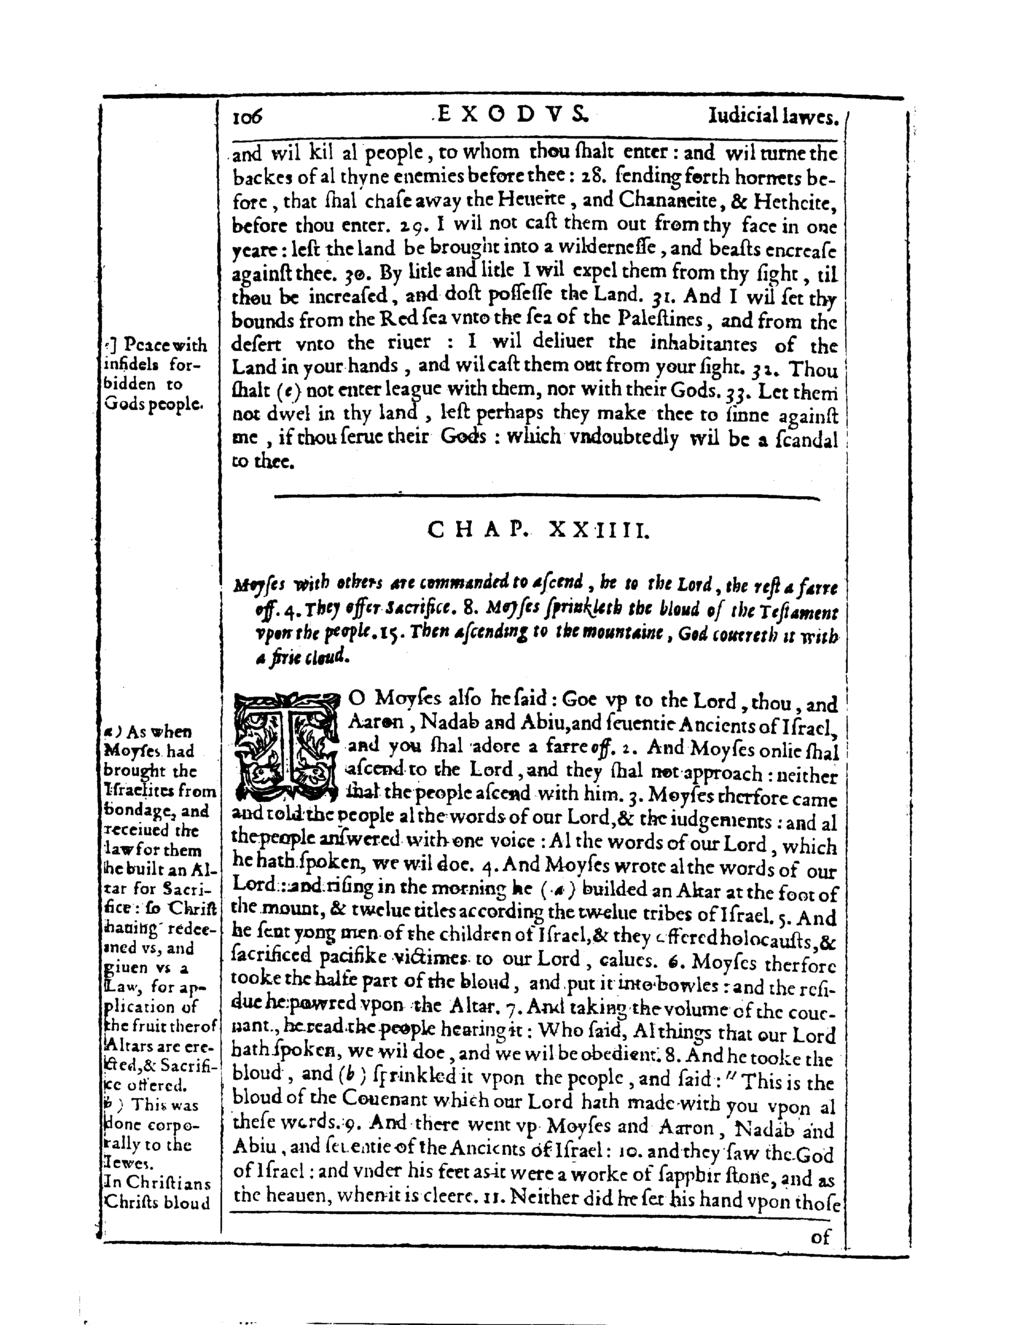 106 EXODVS. Iudicial lawes.
and wil kil al people, to whom thou ſhalt enter: and wil turne the
backes of al thyne enemies before thee: 28. ſending forth hornets be-
fore, that ſhal chaſe away the Heueite, and Chananeite, & Hetheite,
before thou enter. 29. I wil not caſt them out from thy face in one
yeare: leſt the land be brought into a wilderneſſe, and beaſts encreaſe
againſt thee. 30. By litle and litle I wil expel them from thy ſight, til
thou be increaſed, and doſt poſſeſſe the Land. 31. And I wil ſet thy
bounds from the Red ſea vnto the ſea of the Paleſtines, and from the
deſert vnto the riuer : I wil deliuer the inhabitantes of the
Land in your hands, and wil caſt them out from your ſight. 32. Thou
ſhalt (e) not enter league with them, nor with their Gods. 33. Let them
not dwel in thy land, leſt perhaps they make thee to ſinne againſt
me, if thou ſerue their Gods: which vndoubtedly wil be a ſcandal
to thee.
e) Peace with
infidels for-
bidden to
Gods people.
CHAP. XXIIII.
Moyſes with others are commanded to aſcend, he to the Lord, the reſt a farre
off. 4. They offer Sacrifice. 8. Moyſes ſprinkleth the bloud of the Teſtament
vpon the people. 15. Then aſcending to the mountaine, God couereth it with
a firie cloud.
TO Moyſes alſo he ſaid: Goe vp to the Lord, thou, and
Aaron, Nadab and Abiu, and ſeuentie Ancients of Iſrael,
and you ſhal adore a farre off. 2. And Moyſes onlie ſhal
aſcend to the Lord, and they ſhal not approach: neither
ſhal the people aſcend with him. 3. Moyſes therfore came
and told the people al the words of our Lord, & the iudgements: and al
the people anſwered with one voice: Al the words of our Lord, which
he hath ſpoken, we wil doe. 4. And Moyſes wrote al the words of our
Lord: and riſing in the morning he (a) builded an Altar at the foot of
the mount, & twelue titles according the twelue tribes of Iſrael. 5. And
he ſent yong men of the children of Iſrael, & they offered holocauſts, &
ſacrificed pacifike victimes to our Lord, calues. 6. Moyſes therfore
tooke the halfe part of the bloud, and put it into bowles: and the reſi-
due he powred vpon the Altar. 7. And taking the volume of the coue-
nant, he read the people hearing it: Who ſaid, Al things that our Lord
hath ſpoken, we wil doe, and we wil be obedient. 8. And he tooke the
bloud, and (b) ſprinkled it vpon the people, and ſaid: " This is the
bloud of the Couenant which our Lord hath made with you vpon al
theſe words. 9. And there went vp Moyſes and Aaron, Nadab and
Abiu, and ſeuentie of the Ancients of Iſrael: 10. and they ſaw the God
of Iſrael: and vnder his feet as it were a worke of ſapphir ſtone, and as
the heauen, when it is cleere. 11. Neither did he ſet his hand vpon thoſe
a) As when
Moyſes had
brought the
Iſraelites from
bondage, and
receiued the
law for them
he built an Al-
tar for Sacri-
fice: ſo Chriſt
hauing redee-
med vs, and
giuen vs a
Law, for ap-
plication of
the fruit therof
Altars are ere-
cted, & Sacrifi-
ce offered.
b) This was
done corpo-
rally to the
Iewes.
In Chriſtians
Chriſts bloud
of